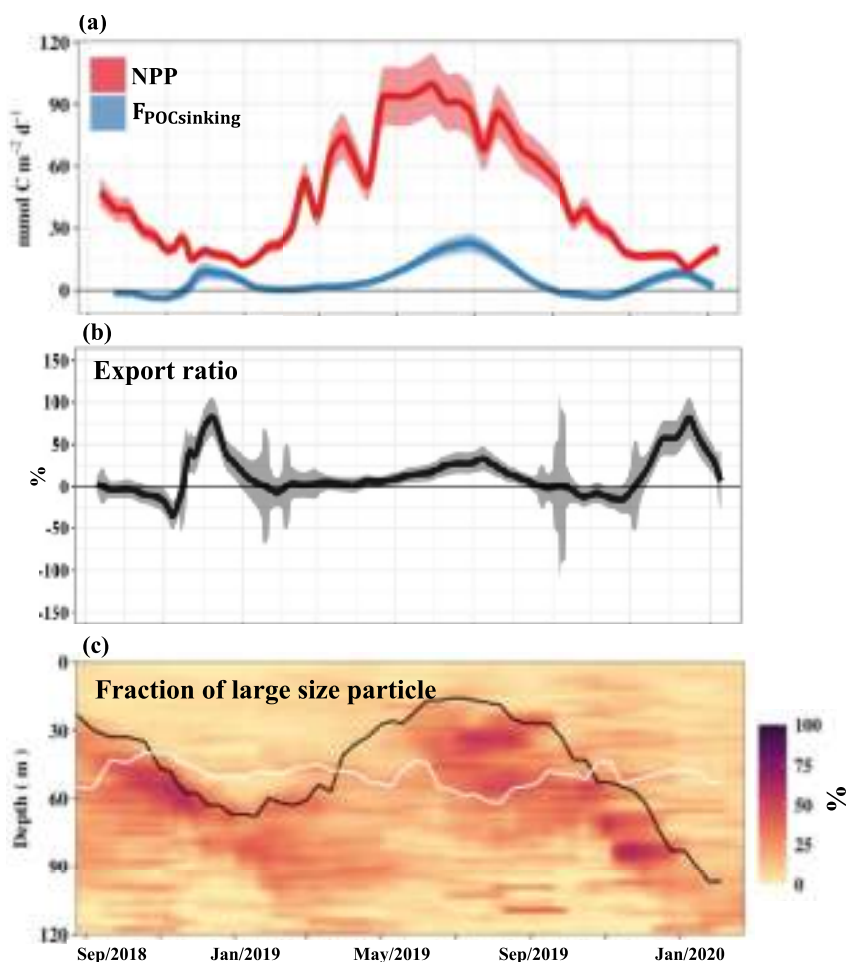 (a)
120
90
60
30
0
mmol C m⁻² d⁻¹
NPP
F_POCsinking
(b)
150
100
50
0
-50
-100
-150
%
Export ratio
(c)
0
30
60
90
120
Depth ( m )
Fraction of large size particle
100
75
50
25
0
%
Sep/2018 Jan/2019 May/2019 Sep/2019 Jan/2020